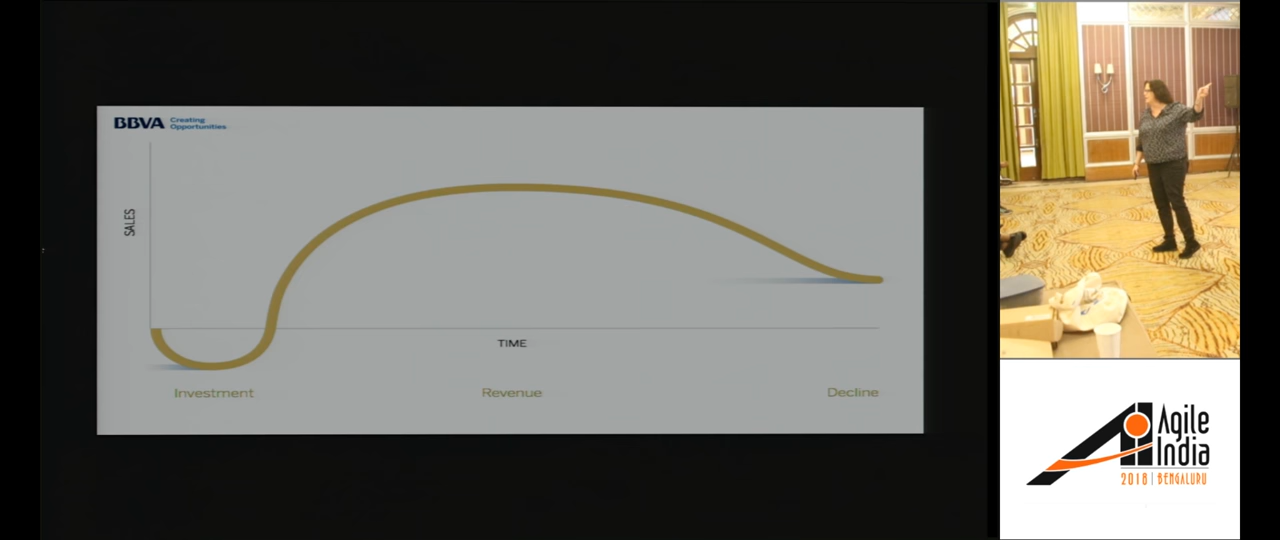 BBVA Creating
Opportunities
SALES
TIME
Investment Revenue Decline
Agile
India
2018 | BENGALURU